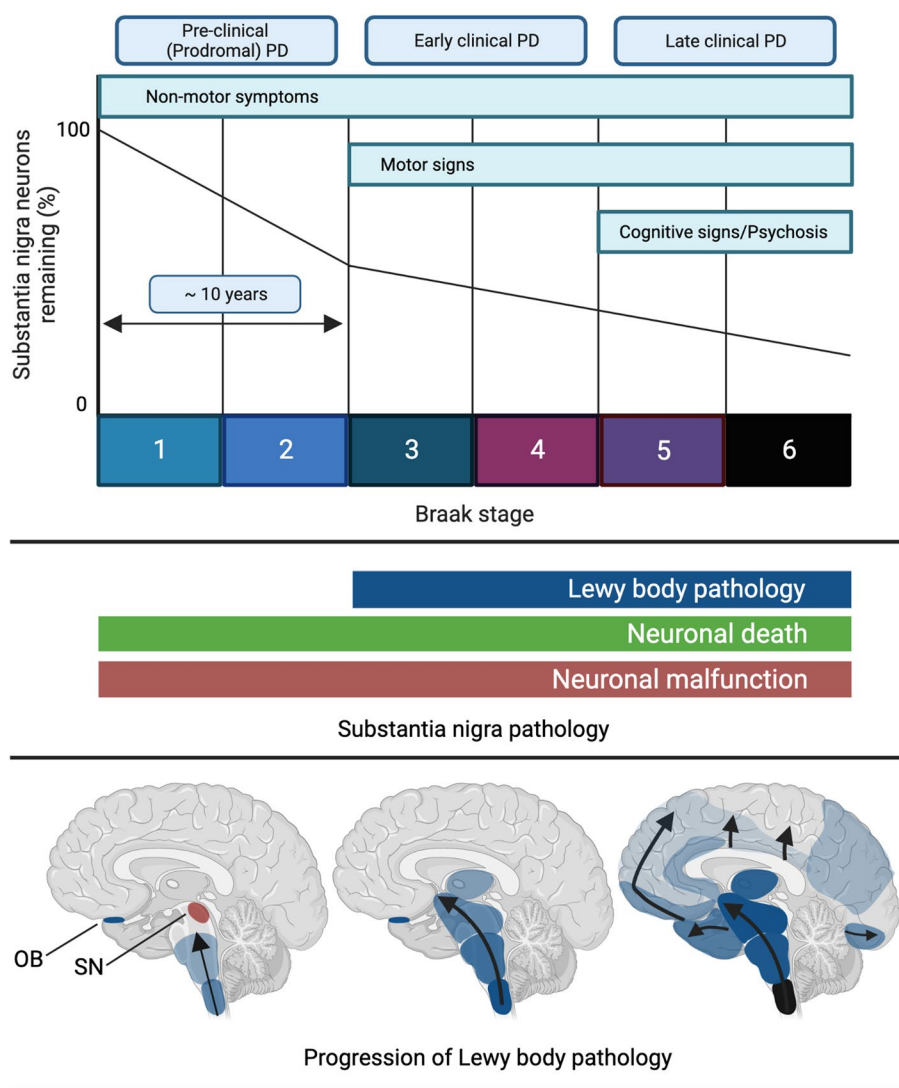 Pre-clinical
(Prodromal) PD
Early clinical PD
Late clinical PD
Non-motor symptoms
Motor signs
Cognitive signs/Psychosis
Substantia nigra neurons
remaining (%)
100
~ 10 years
0
1
2
3
4
5
6
Braak stage
Lewy body pathology
Neuronal death
Neuronal malfunction
Substantia nigra pathology
OB
SN
Progression of Lewy body pathology